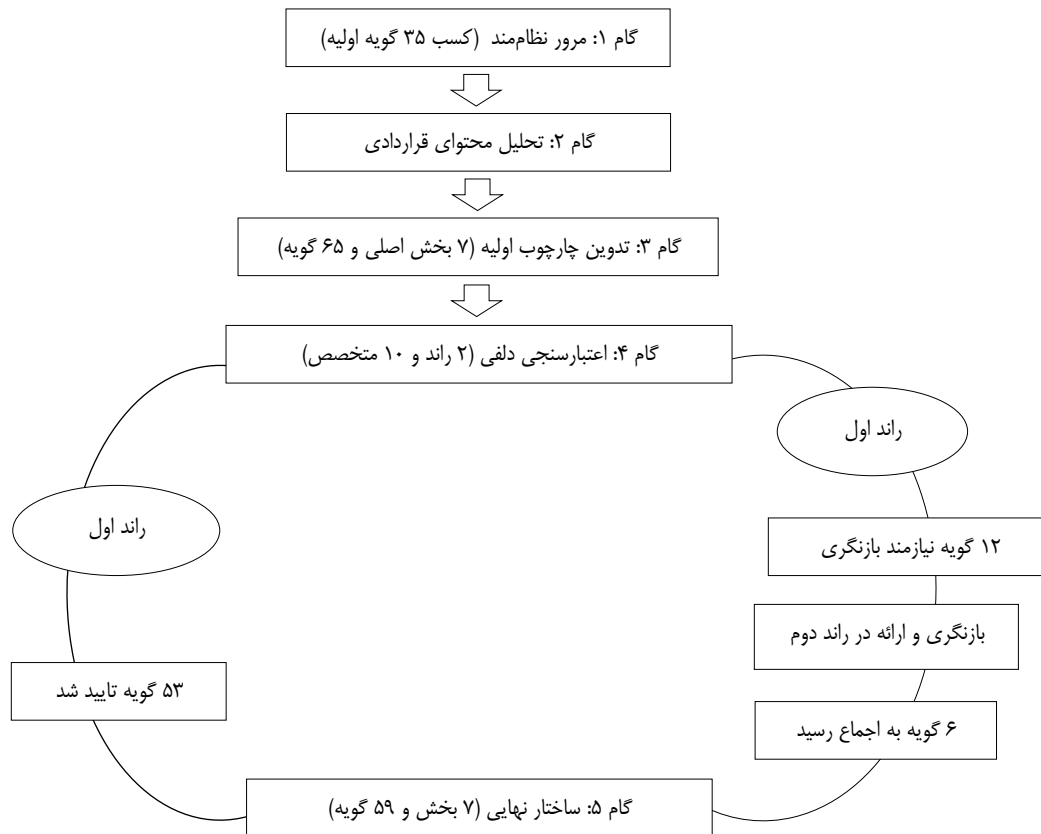 گام ۱: مرور نظام‌مند (کسب ۳۵ گویه اولیه)
گام ۲: تحلیل محتوای قراردادی
گام ۳: تدوین چارچوب اولیه (۷ بخش اصلی و ۶۵ گویه)
گام ۴: اعتبارسنجی دلفی (۲ راند و ۱۰ متخصص)
راند اول
۱۲ گویه نیازمند بازنگری
بازنگری و ارائه در راند دوم
۶ گویه به اجماع رسید
راند اول
۵۳ گویه تایید شد
گام ۵: ساختار نهایی (۷ بخش و ۵۹ گویه)